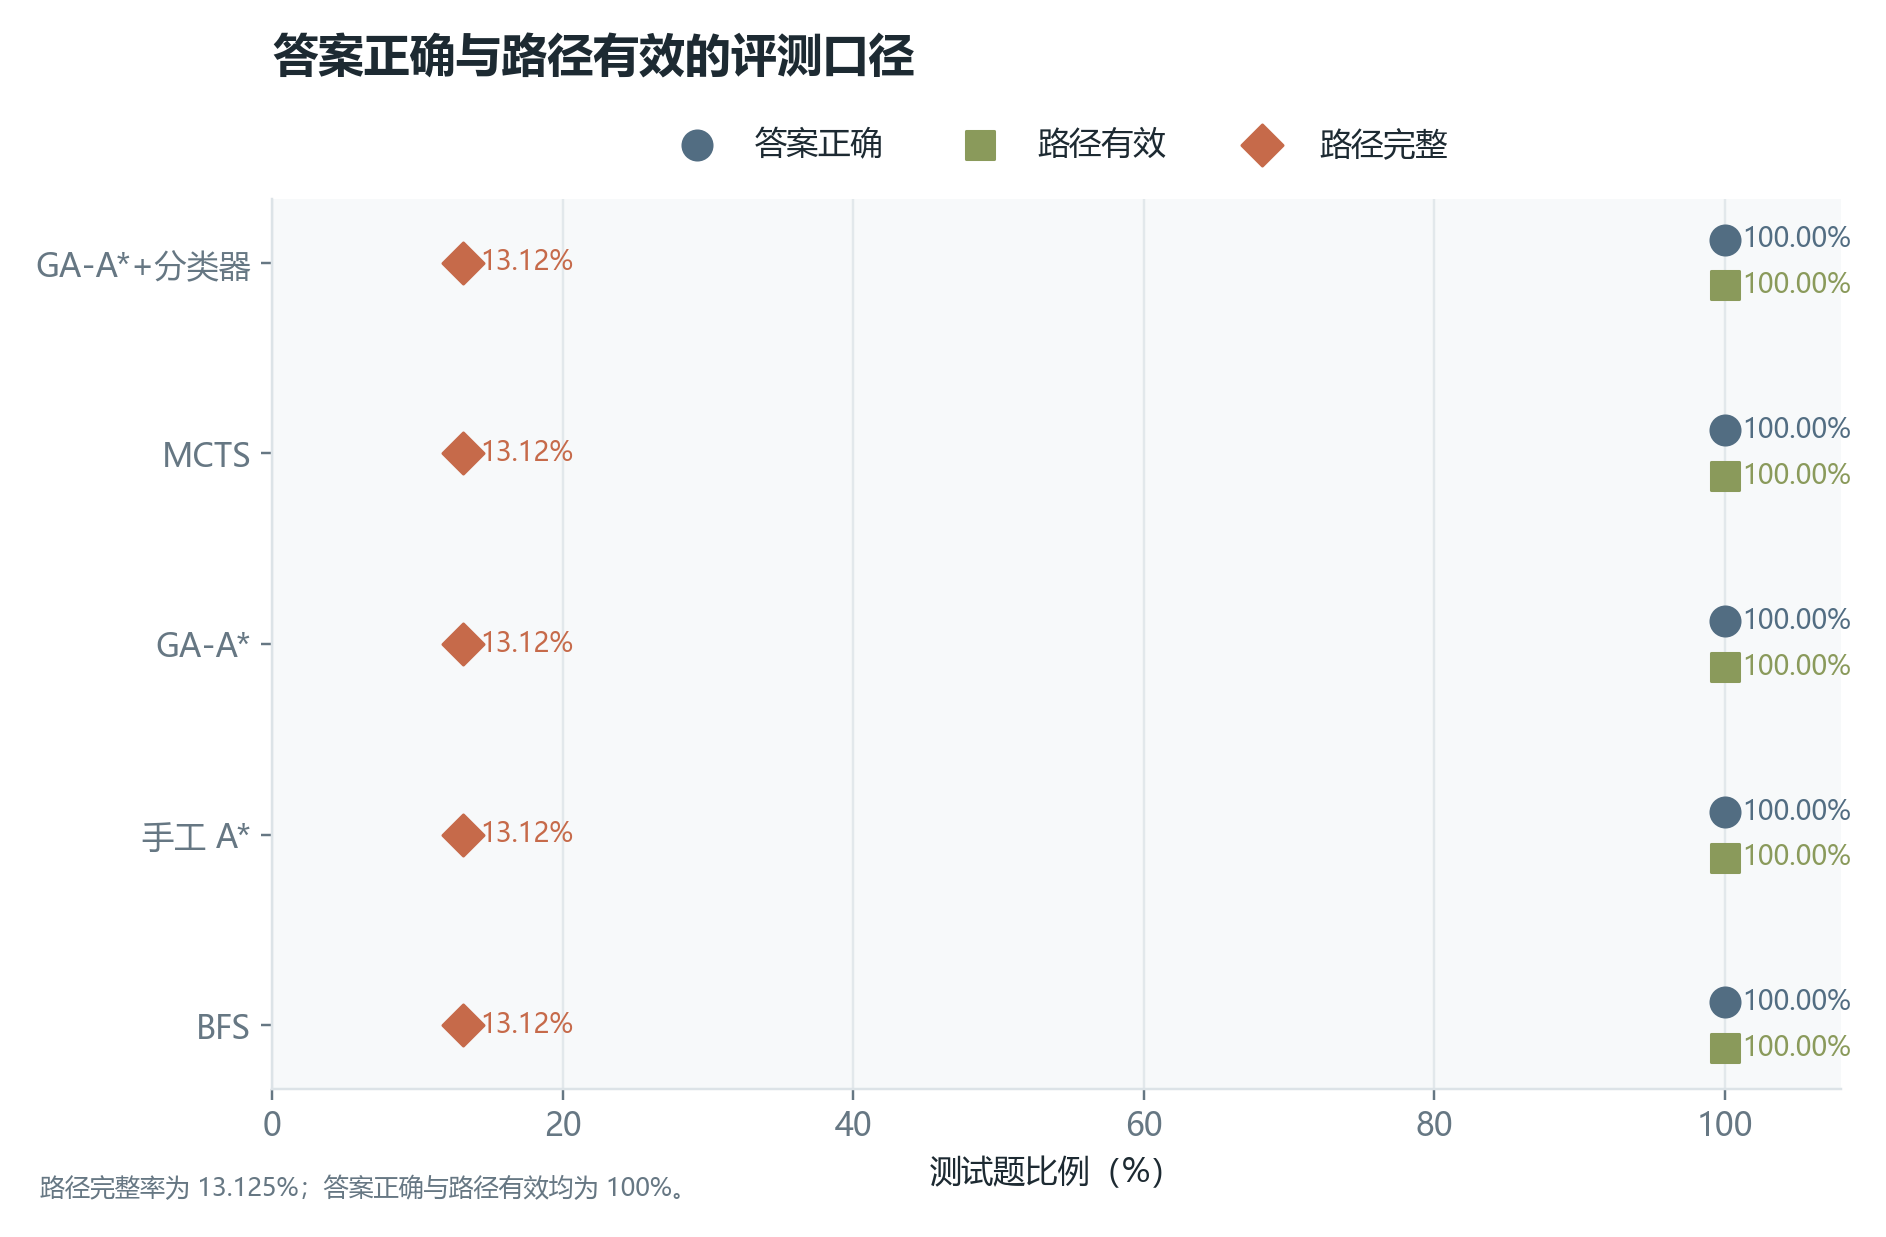 答案正确与路径有效的评测口径
答案正确 路径有效 路径完整
GA-A*+分类器 13.12% 100.00%
100.00%
MCTS 13.12% 100.00%
100.00%
GA-A* 13.12% 100.00%
100.00%
手工 A* 13.12% 100.00%
100.00%
BFS 13.12% 100.00%
100.00%
0 20 40 60 80 100
测试题比例（%）
路径完整率为 13.125%；答案正确与路径有效均为 100%。